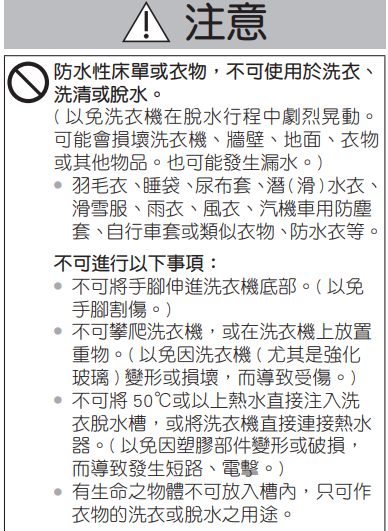 注意
防水性床單或衣物，不可使用於洗衣、
洗清或脫水。
( 以免洗衣機在脫水行程中劇烈晃動。
可能會損壞洗衣機、牆壁、地面、衣物
或其他物品。也可能發生漏水。)
● 羽毛衣、睡袋、尿布套、潛(滑)水衣、
滑雪服、雨衣、風衣、汽機車用防塵
套、自行車套或類似衣物、防水衣等。
不可進行以下事項：
● 不可將手腳伸進洗衣機底部。( 以免
手腳割傷。)
● 不可攀爬洗衣機，或在洗衣機上放置
重物。( 以免因洗衣機 ( 尤其是強化
玻璃 ) 變形或損壞，而導致受傷。)
● 不可將 50℃或以上熱水直接注入洗
衣脫水槽，或將洗衣機直接連接熱水
器。( 以免因塑膠部件變形或破損，
而導致發生短路、電擊。)
● 有生命之物體不可放入槽內，只可作
衣物的洗衣或脫水之用途。